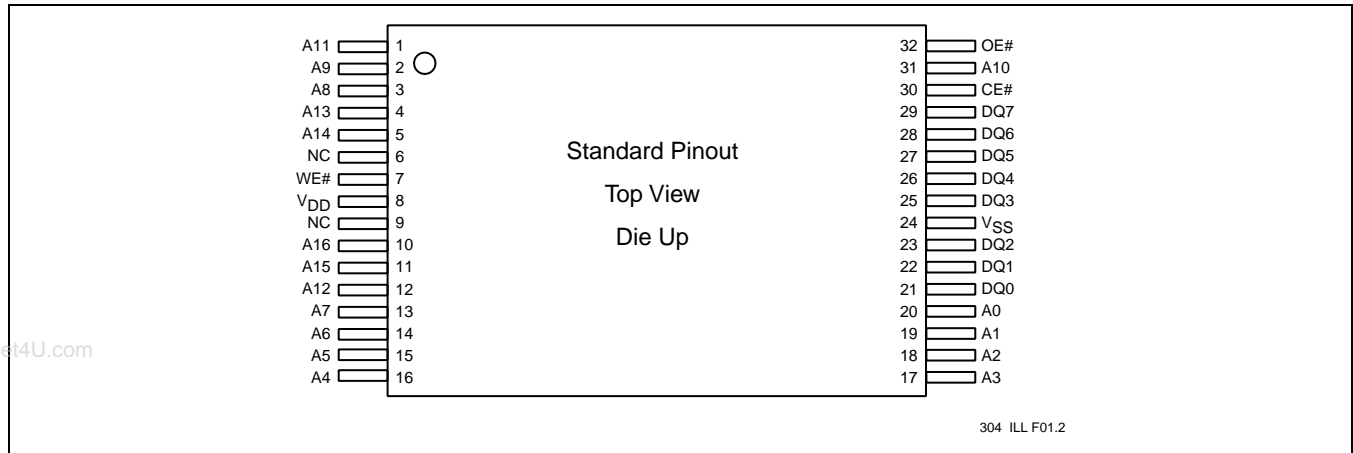 A11 1 32 OE#
A9 2 31 A10
A8 3 30 CE#
A13 4 29 DQ7
A14 5 28 DQ6
NC 6 27 DQ5
WE# 7 26 DQ4
VDD 8 25 DQ3
NC 9 24 VSS
A16 10 23 DQ2
A15 11 22 DQ1
A12 12 21 DQ0
A7 13 20 A0
A6 14 19 A1
A5 15 18 A2
A4 16 17 A3
Standard Pinout
Top View
Die Up
et4U.com
304 ILL F01.2